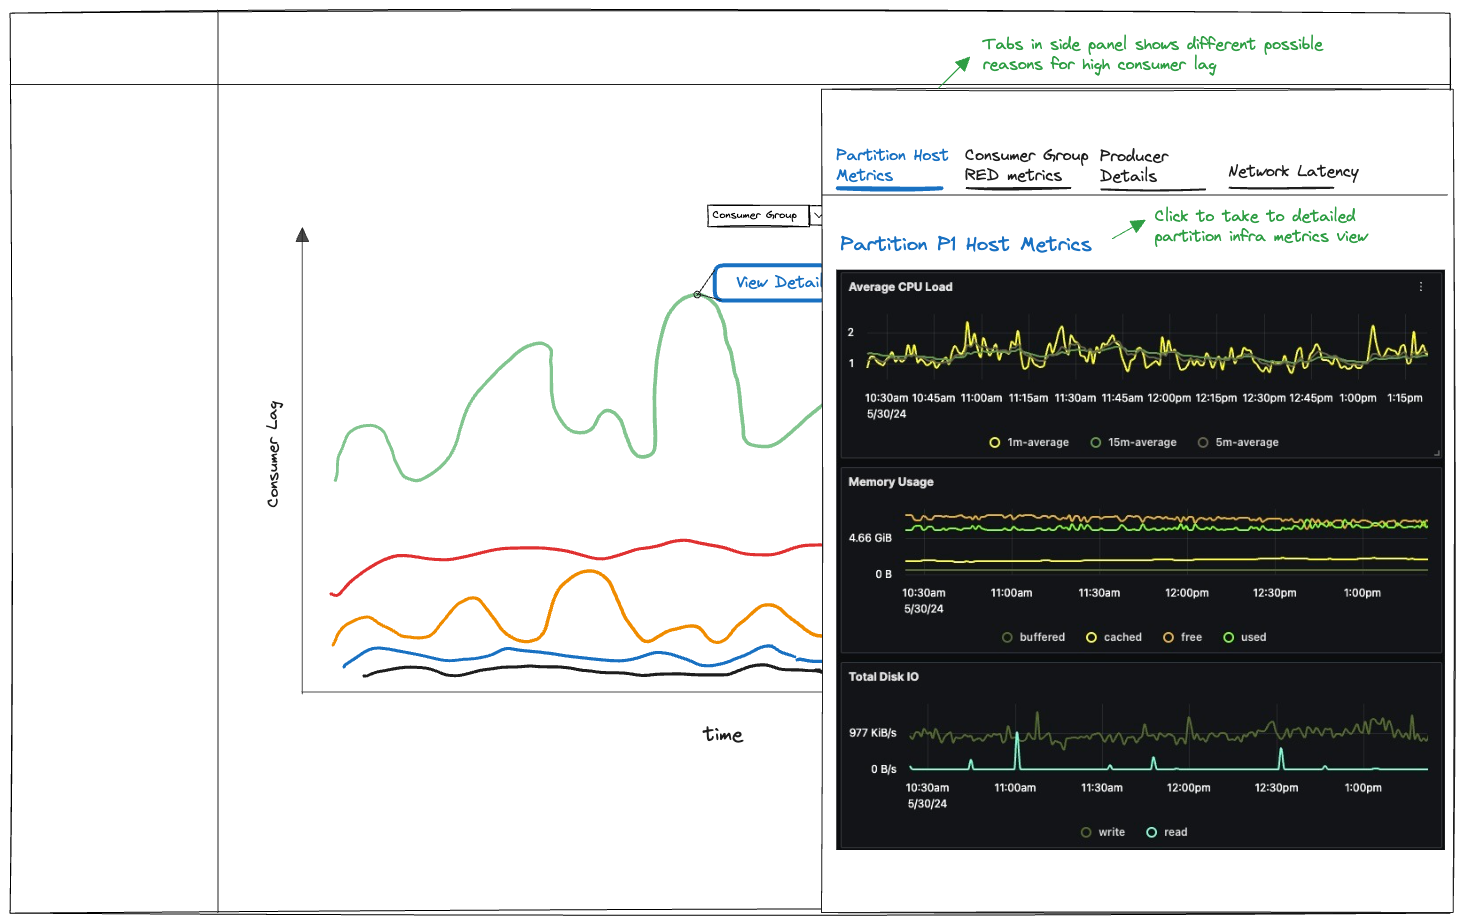 Tabs in side panel shows different possible
reasons for high consumer lag
Partition Host
Metrics
Consumer Group
RED metrics
Producer
Details
Network Latency
Click to take to detailed
partition infra metrics view
Partition P1 Host Metrics
Consumer Group
View Detail
Consumer Lag
time
Average CPU Load
2
1
10:30am 10:45am 11:00am 11:15am 11:30am 11:45am 12:00pm 12:15pm 12:30pm 12:45pm 1:00pm 1:15pm
5/30/24
1m-average 15m-average 5m-average
Memory Usage
4.66 GiB
0 B
10:30am 11:00am 11:30am 12:00pm 12:30pm 1:00pm
5/30/24
buffered cached free used
Total Disk IO
977 KiB/s
0 B/s
10:30am 11:00am 11:30am 12:00pm 12:30pm 1:00pm
5/30/24
write read